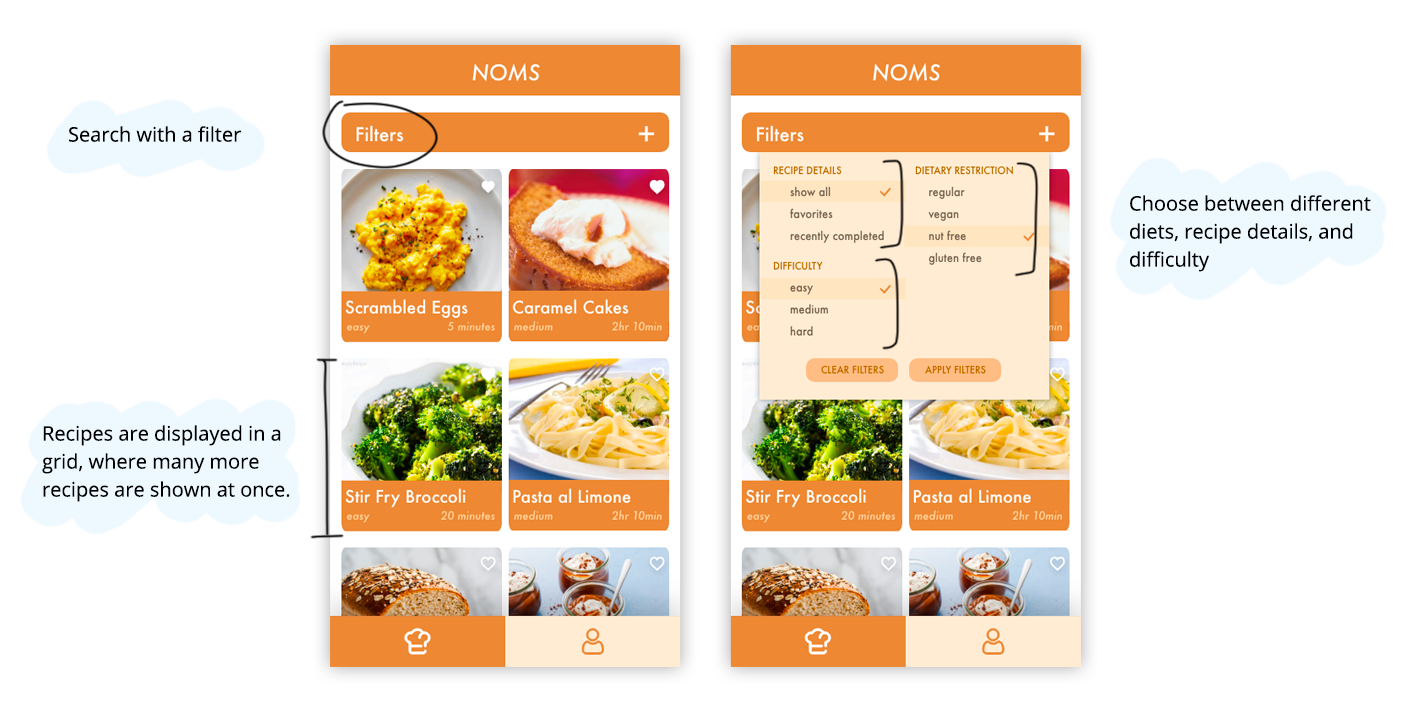 Search with a filter
Recipes are displayed in a
grid, where many more
recipes are shown at once.
NOMS
Filters +
Scrambled Eggs
easy 5 minutes
Caramel Cakes
medium 2hr 10min
Stir Fry Broccoli
easy 20 minutes
Pasta al Limone
medium 2hr 10min
NOMS
Filters +
RECIPE DETAILS
show all
favorites
recently completed
DIFFICULTY
easy
medium
hard
DIETARY RESTRICTION
regular
vegan
nut free
gluten free
CLEAR FILTERS
APPLY FILTERS
Stir Fry Broccoli
easy 20 minutes
Pasta al Limone
medium 2hr 10min
Choose between different
diets, recipe details, and
difficulty